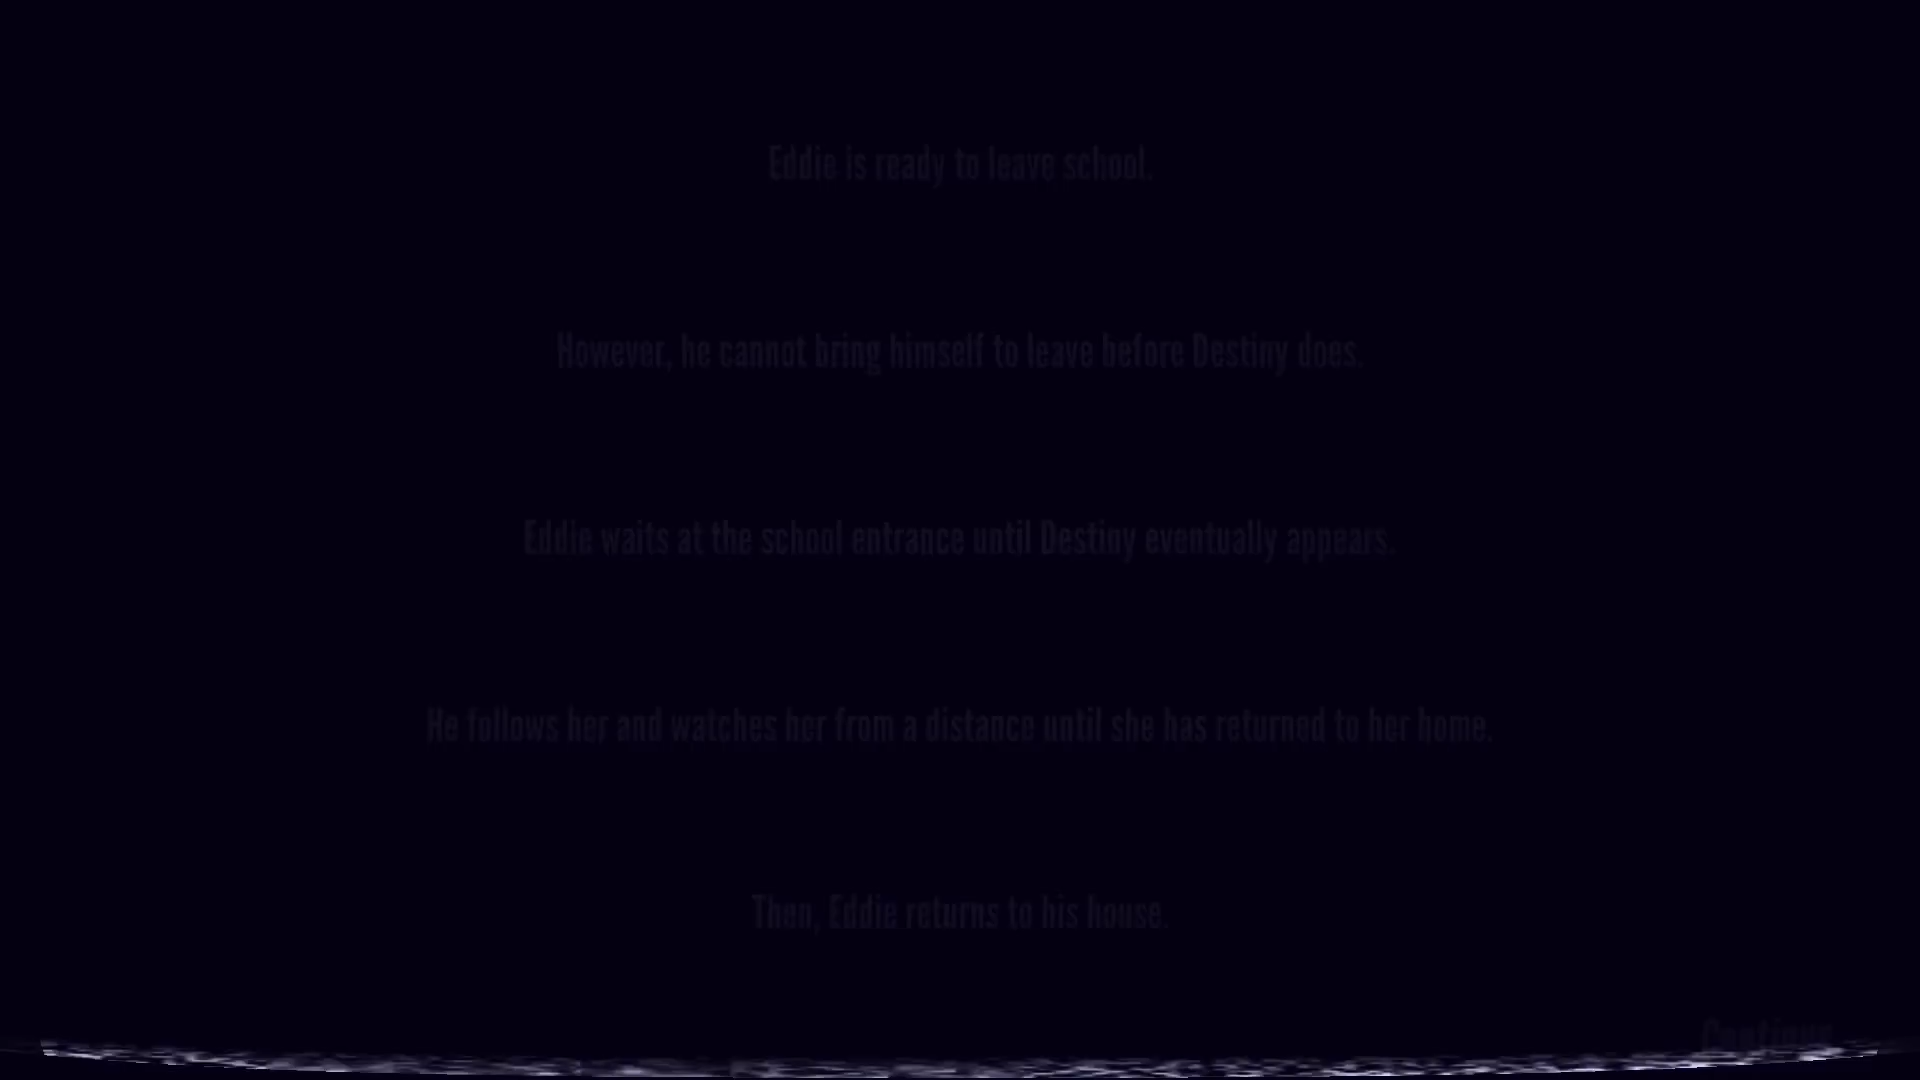 Eddie is ready to leave school.
However, he cannot bring himself to leave before Destiny does.
Eddie waits at the school entrance until Destiny eventually appears.
He follows her and watches her from a distance until she has returned to her home.
Then, Eddie returns to his house.
Continue